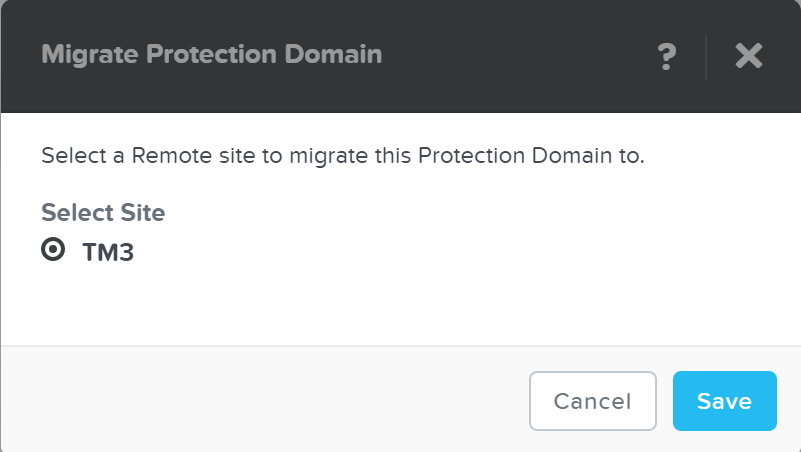 Migrate Protection Domain
?
Select a Remote site to migrate this Protection Domain to.
Select Site
TM3
Cancel
Save